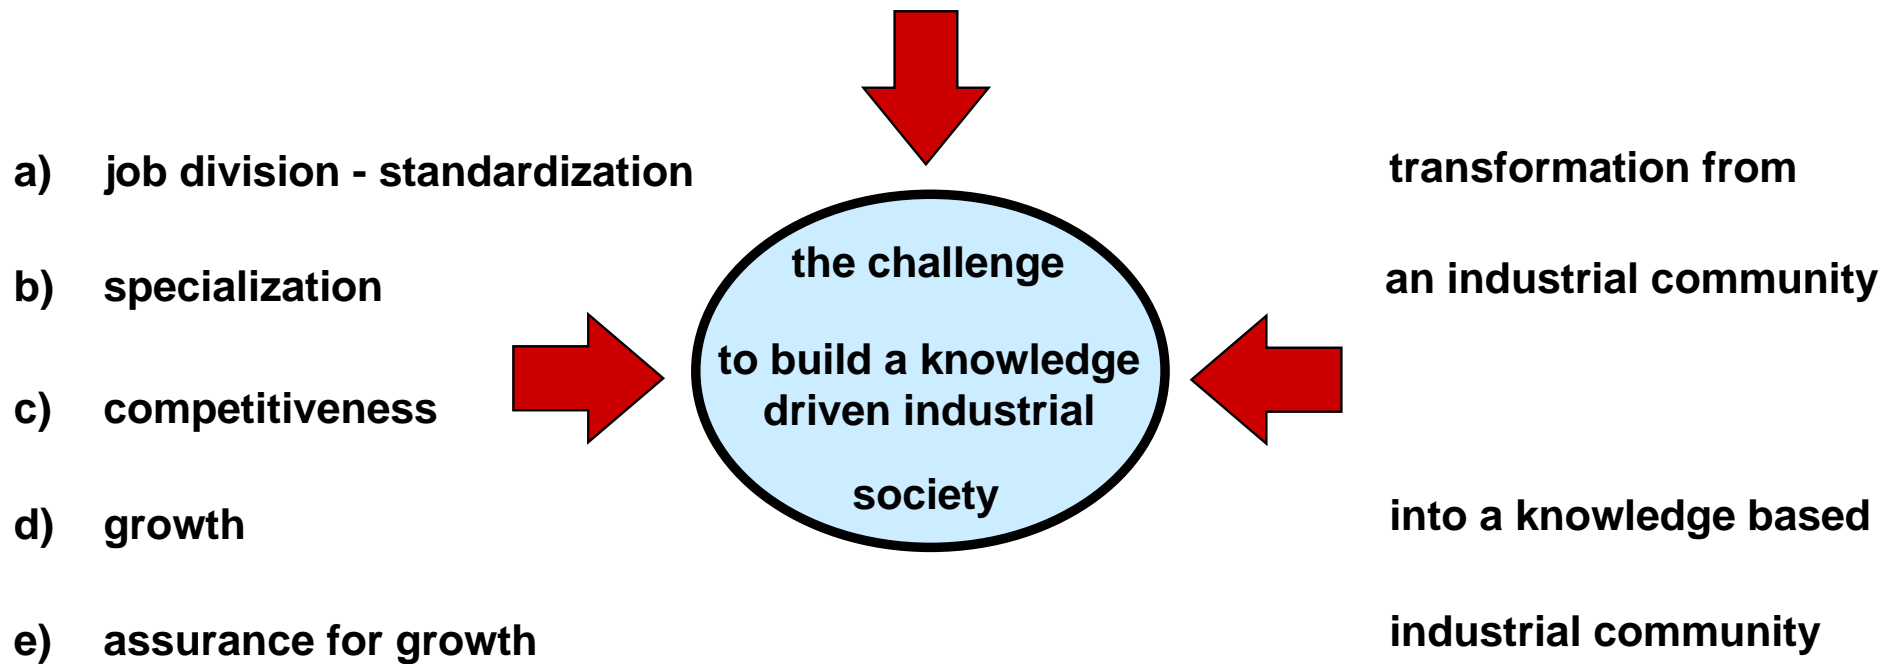 a) job division - standardization
b) specialization
c) competitiveness
d) growth
e) assurance for growth
the challenge
to build a knowledge
driven industrial
society
transformation from
an industrial community
into a knowledge based
industrial community